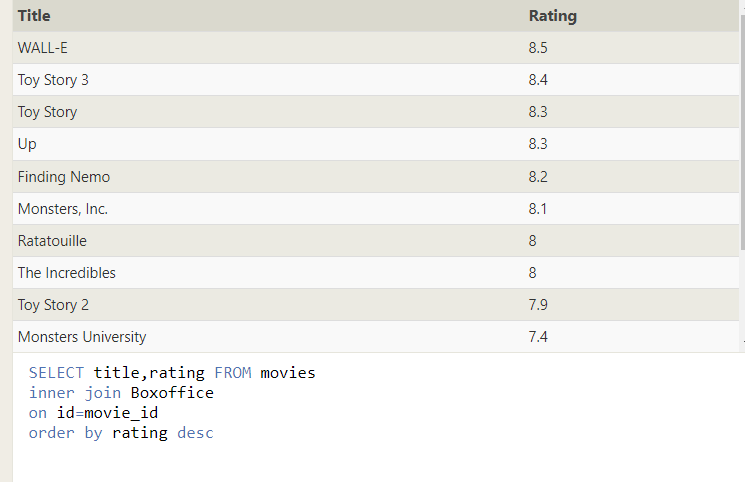 Title Rating
WALL-E 8.5
Toy Story 3 8.4
Toy Story 8.3
Up 8.3
Finding Nemo 8.2
Monsters, Inc. 8.1
Ratatouille 8
The Incredibles 8
Toy Story 2 7.9
Monsters University 7.4
SELECT title,rating FROM movies
inner join Boxoffice
on id=movie_id
order by rating desc